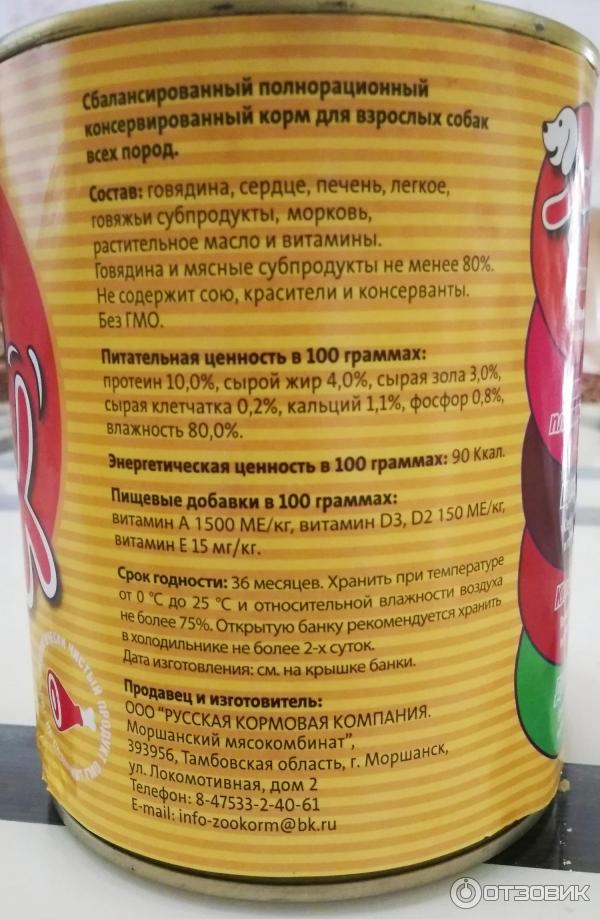 Сбалансированный полнорационный
консервированный корм для взрослых собак
всех пород.
Состав: говядина, сердце, печень, легкое,
говяжьи субпродукты, морковь,
растительное масло и витамины.
Говядина и мясные субпродукты не менее 80%.
Не содержит сою, красители и консерванты.
Без ГМО.
Питательная ценность в 100 граммах:
протеин 10,0%, сырой жир 4,0%, сырая зола 3,0%,
сырая клетчатка 0,2%, кальций 1,1%, фосфор 0,8%,
влажность 80,0%.
Энергетическая ценность в 100 граммах: 90 Ккал.
Пищевые добавки в 100 граммах:
витамин А 1500 МЕ/кг, витамин D3, D2 150 МЕ/кг,
витамин Е 15 мг/кг.
Срок годности: 36 месяцев. Хранить при температуре
от 0 °С до 25 °С и относительной влажности воздуха
не более 75%. Открытую банку рекомендуется хранить
в холодильнике не более 2-х суток.
Дата изготовления: см. на крышке банки.
Продавец и изготовитель:
ООО "РУССКАЯ КОРМОВАЯ КОМПАНИЯ.
Моршанский мясокомбинат",
393956, Тамбовская область, г. Моршанск,
ул. Локомотивная, дом 2
Телефон: 8-47533-2-40-61
E-mail: info-zookorm@bk.ru
ЧИСТЫЙ ПРОДУКТ
ОТЗОВИК